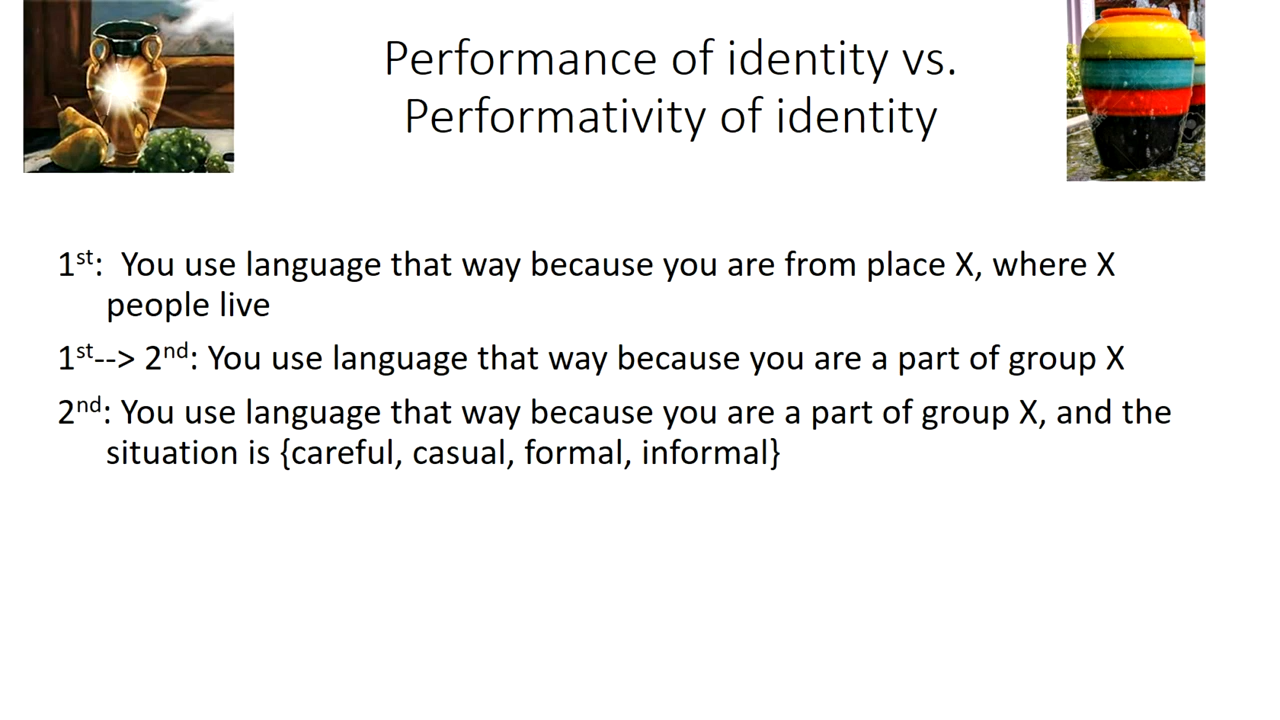 Performance of identity vs.
Performativity of identity
1st:  You use language that way because you are from place X, where X
people live
1st--> 2nd: You use language that way because you are a part of group X
2nd: You use language that way because you are a part of group X, and the
situation is {careful, casual, formal, informal}